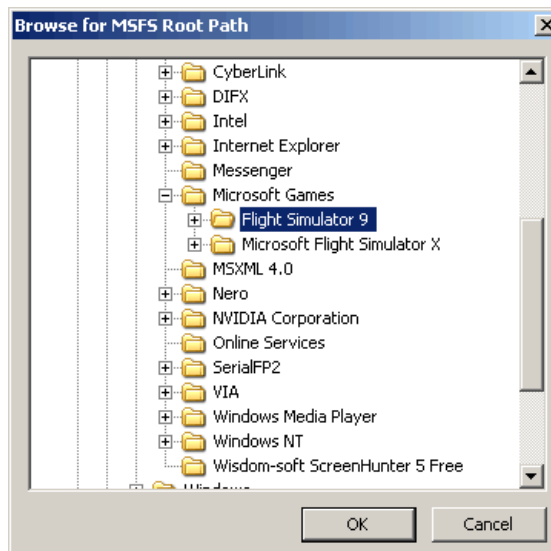 Browse for MSFS Root Path
CyberLink
DIFX
Intel
Internet Explorer
Messenger
Microsoft Games
Flight Simulator 9
Microsoft Flight Simulator X
MSXML 4.0
Nero
NVIDIA Corporation
Online Services
SerialFP2
VIA
Windows Media Player
Windows NT
Wisdom-soft ScreenHunter 5 Free
Windows
OK Cancel